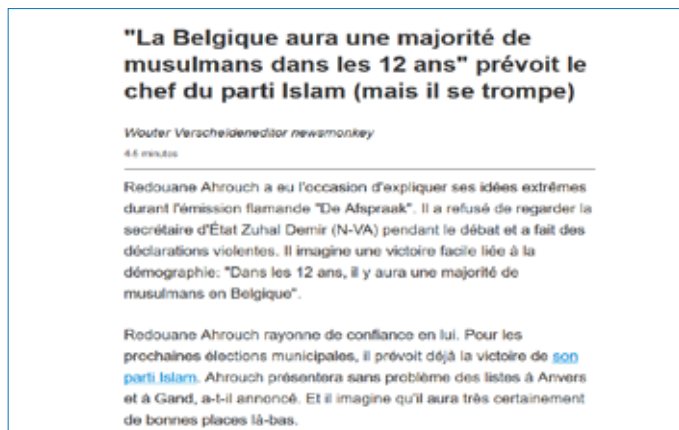 "La Belgique aura une majorité de
musulmans dans les 12 ans" prévoit le
chef du parti Islam (mais il se trompe)
Wouter Verscheideneditor newsmonkey
4-5 minutos
Redouane Ahrouch a eu l'occasion d'expliquer ses idées extrêmes
durant l'émission flamande "De Afspraak". Il a refusé de regarder la
secrétaire d'État Zuhal Demir (N-VA) pendant le débat et a fait des
déclarations violentes. Il imagine une victoire facile liée à la
démographie: "Dans les 12 ans, il y aura une majorité de
musulmans en Belgique".
Redouane Ahrouch rayonne de confiance en lui. Pour les
prochaines élections municipales, il prévoit déjà la victoire de son
parti Islam. Ahrouch présentera sans problème des listes à Anvers
et à Gand, a-t-il annoncé. Et il imagine qu'il aura très certainement
de bonnes places là-bas.